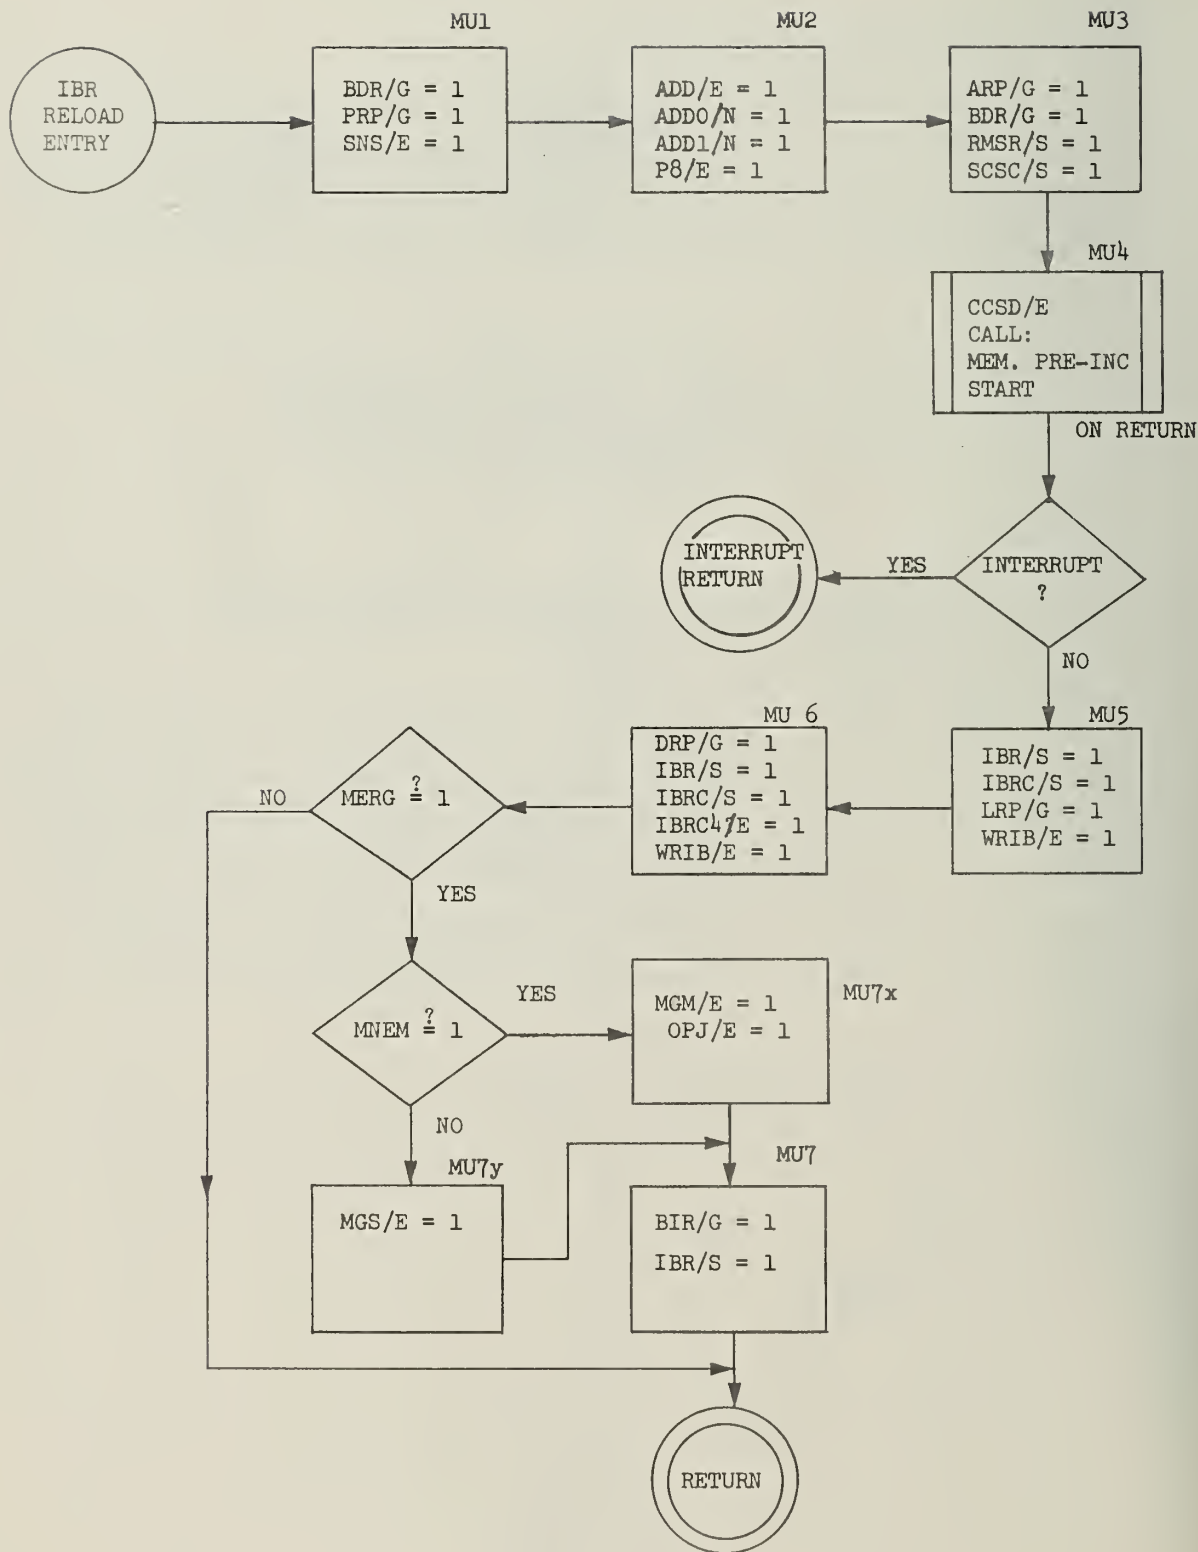 MU1
MU2
MU3
IBR
RELOAD
ENTRY
BDR/G = 1
PRP/G = 1
SNS/E = 1
ADD/E = 1
ADD0/N = 1
ADD1/N = 1
P8/E = 1
ARP/G = 1
BDR/G = 1
RMSR/S = 1
SCSC/S = 1
MU4
CCSD/E
CALL:
MEM. PRE-INC
START
ON RETURN
INTERRUPT
RETURN
YES
INTERRUPT
?
NO
MU 6
MU5
NO
MERG ≟ 1
DRP/G = 1
IBR/S = 1
IBRC/S = 1
IBRC47/E = 1
WRIB/E = 1
IBR/S = 1
IBRC/S = 1
LRP/G = 1
WRIB/E = 1
YES
MNEM ≟ 1
YES
MGM/E = 1
OPJ/E = 1
MU7x
NO
MU7y
MU7
MGS/E = 1
BIR/G = 1
IBR/S = 1
RETURN